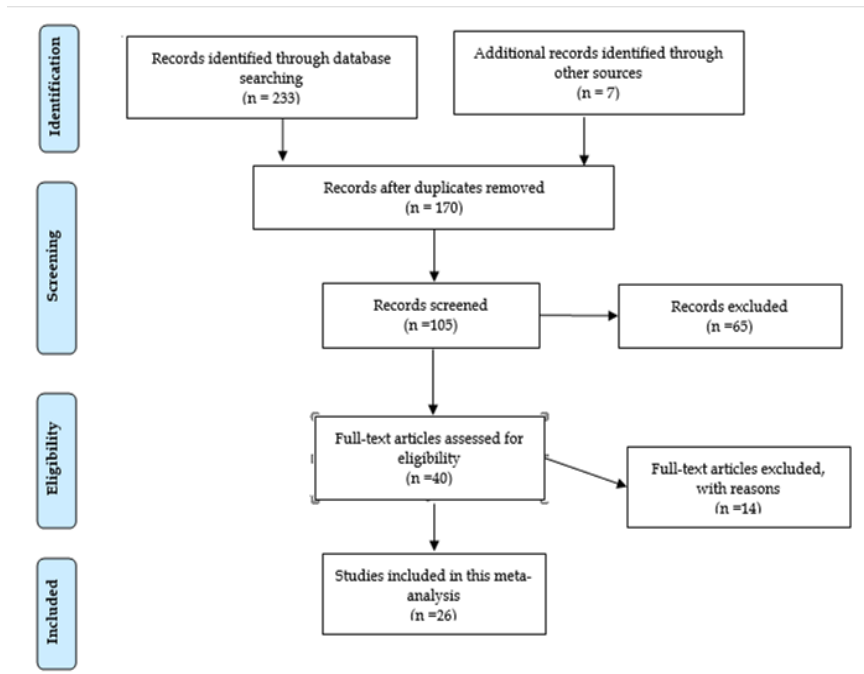 Identification
Records identified through database
searching
(n = 233)
Additional records identified through
other sources
(n = 7)
Screening
Records after duplicates removed
(n = 170)
Records screened
(n =105)
Records excluded
(n =65)
Eligibility
Full-text articles assessed for
eligibility
(n =40)
Full-text articles excluded,
with reasons
(n =14)
Included
Studies included in this meta-
analysis
(n =26)